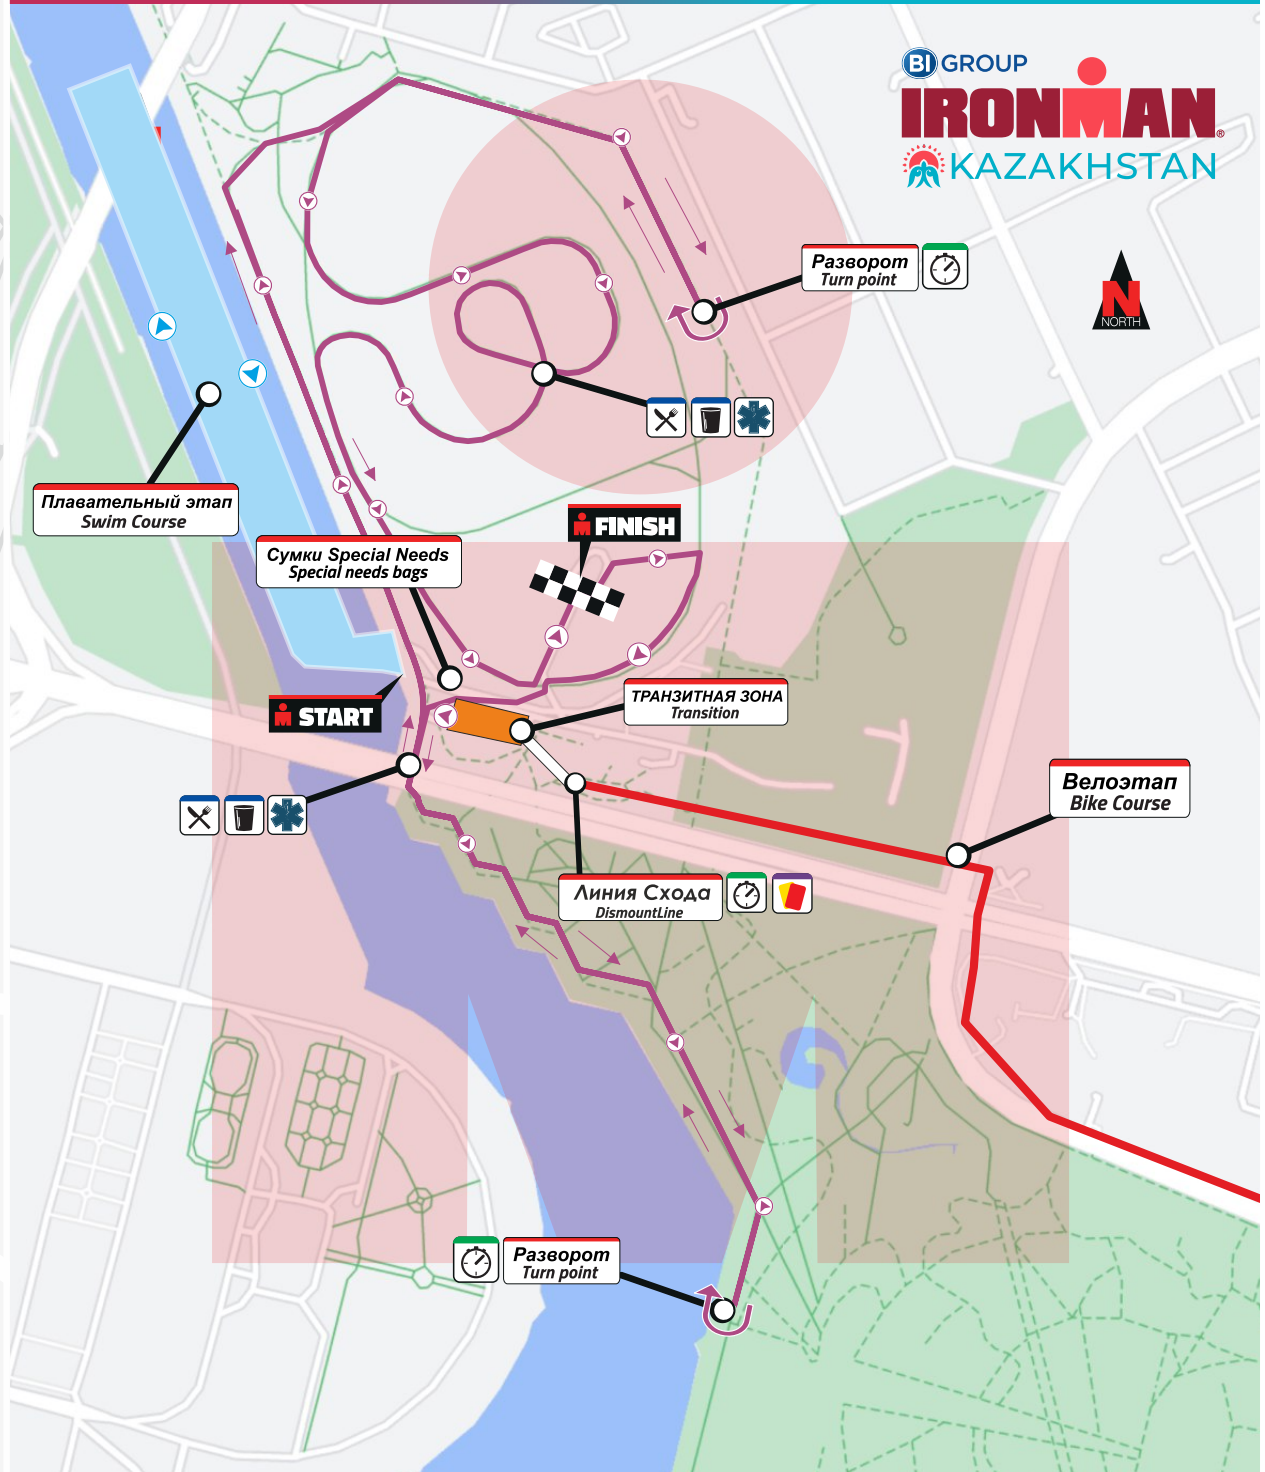 BI GROUP
IRONMAN®
KAZAKHSTAN
Разворот
Turn point
N
NORTH
Плавательный этап
Swim Course
FINISH
Сумки Special Needs
Special needs bags
START
ТРАНЗИТНАЯ ЗОНА
Transition
Велоэтап
Bike Course
Линия Схода
DismountLine
Разворот
Turn point